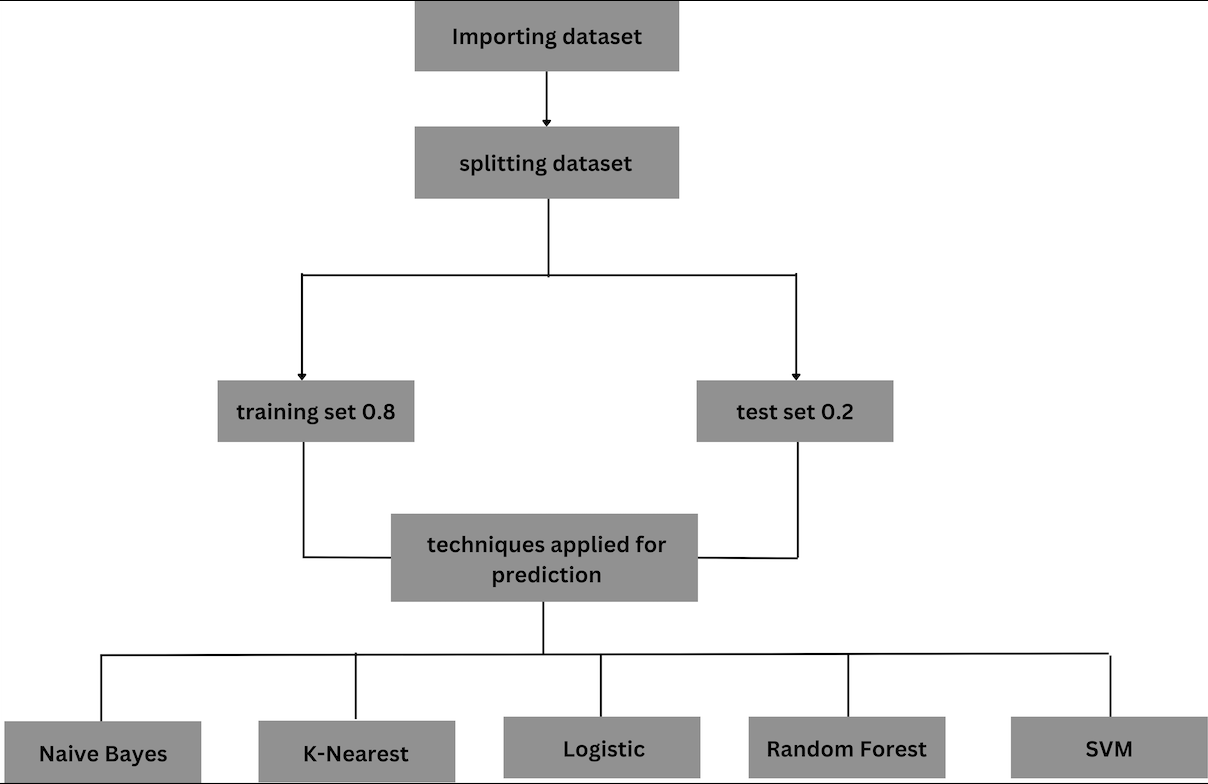 Importing dataset
splitting dataset
training set 0.8
test set 0.2
techniques applied for
prediction
Naive Bayes
K-Nearest
Logistic
Random Forest
SVM